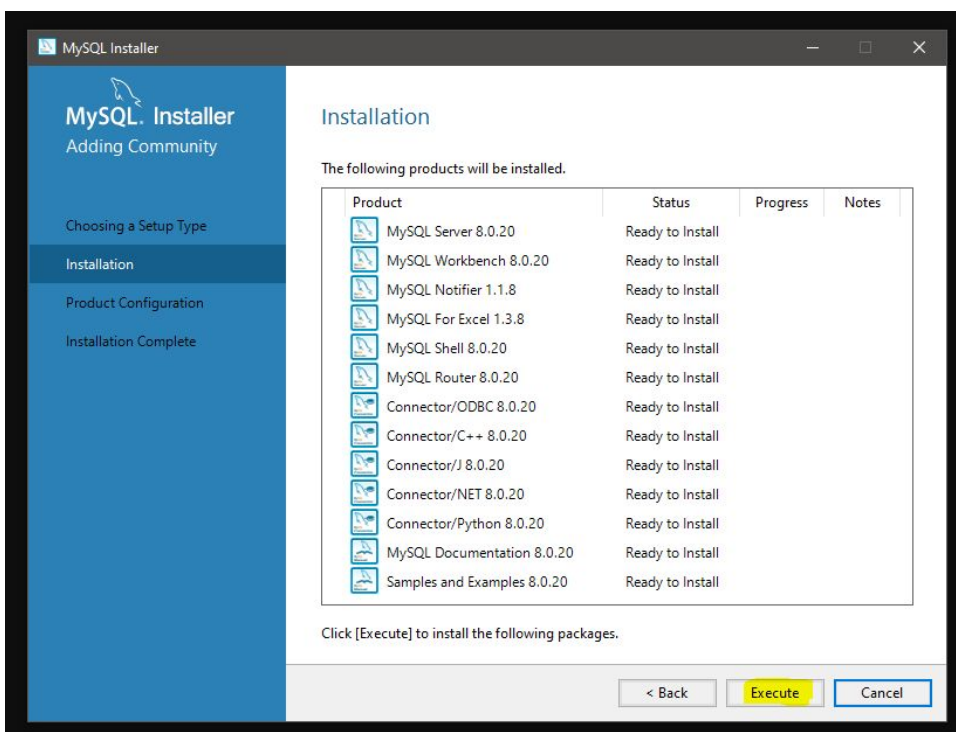 MySQL Installer
MySQL. Installer
Adding Community
Choosing a Setup Type
Installation
Product Configuration
Installation Complete
Installation
The following products will be installed.
Product Status Progress Notes
MySQL Server 8.0.20 Ready to Install
MySQL Workbench 8.0.20 Ready to Install
MySQL Notifier 1.1.8 Ready to Install
MySQL For Excel 1.3.8 Ready to Install
MySQL Shell 8.0.20 Ready to Install
MySQL Router 8.0.20 Ready to Install
Connector/ODBC 8.0.20 Ready to Install
Connector/C++ 8.0.20 Ready to Install
Connector/J 8.0.20 Ready to Install
Connector/NET 8.0.20 Ready to Install
Connector/Python 8.0.20 Ready to Install
MySQL Documentation 8.0.20 Ready to Install
Samples and Examples 8.0.20 Ready to Install
Click [Execute] to install the following packages.
< Back Execute Cancel